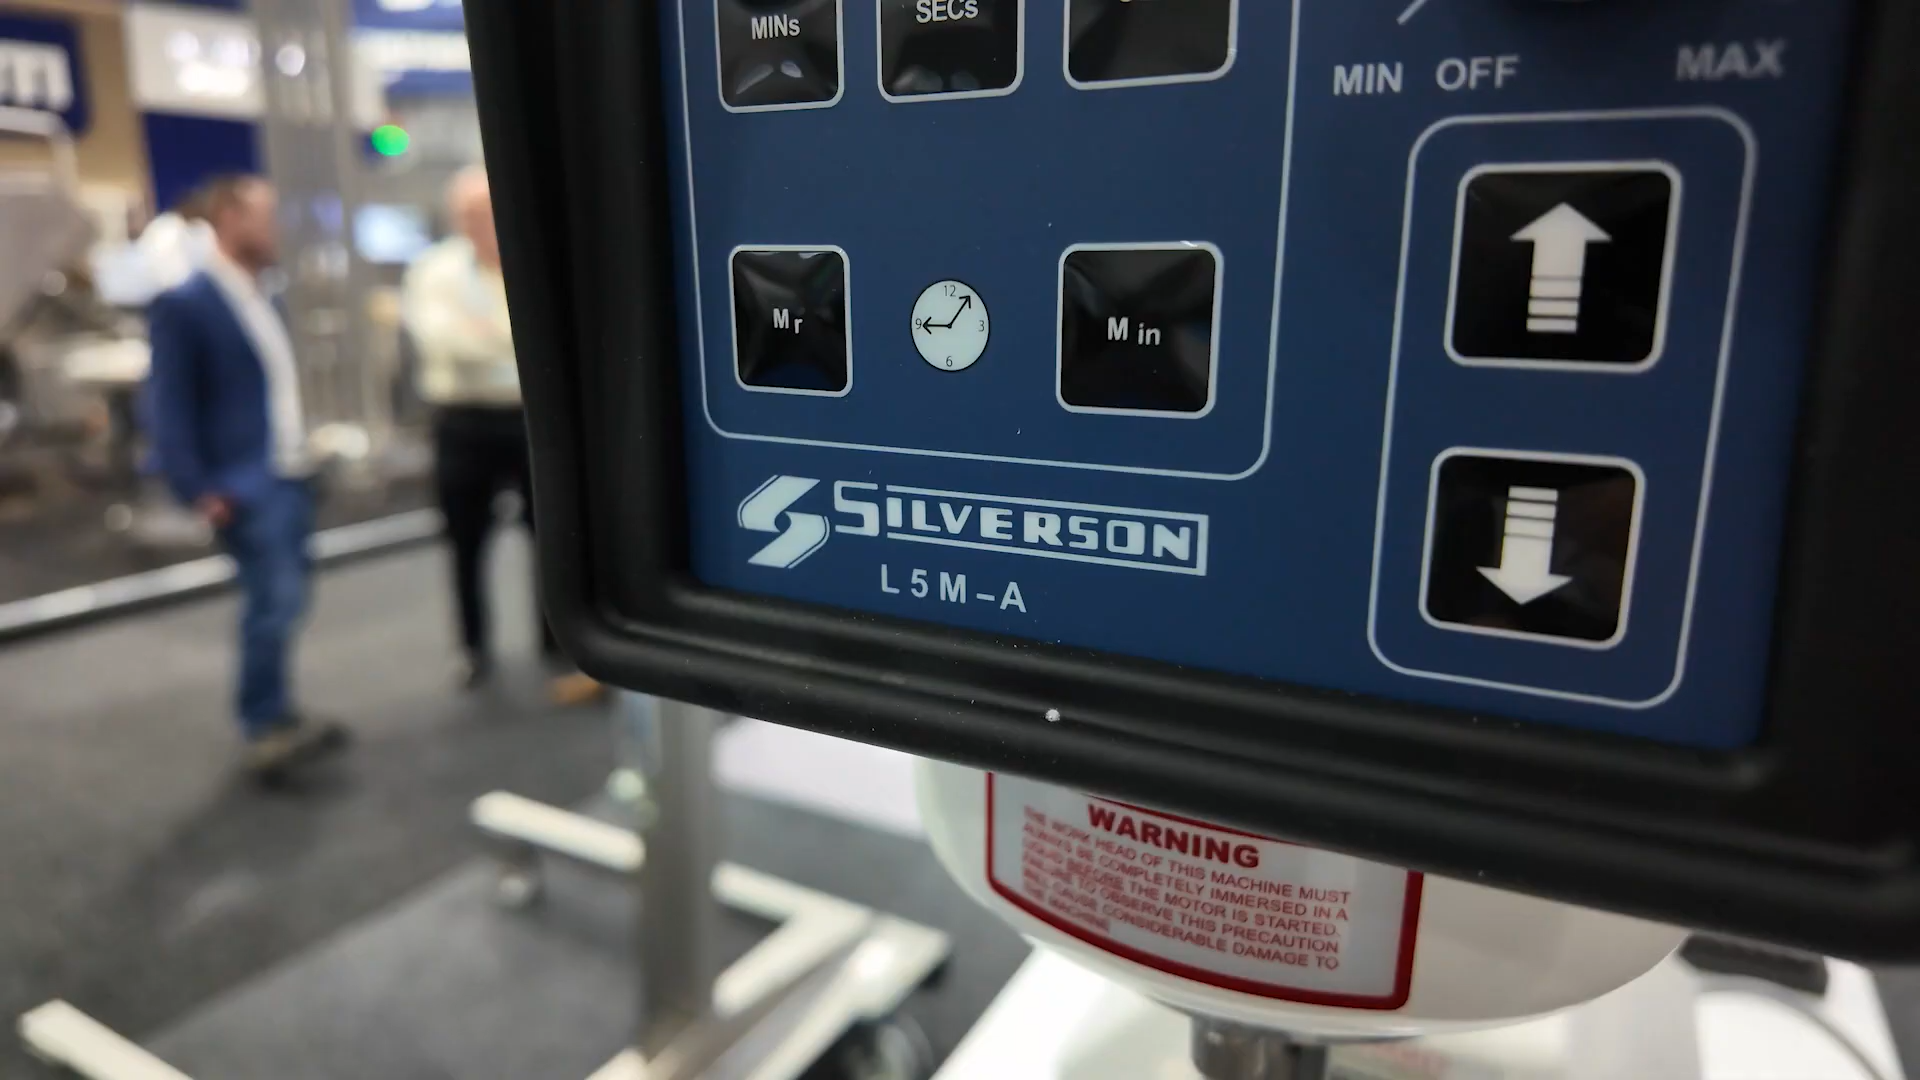 MINs
SECs
MIN OFF MAX
Mr
12
9 3
6
Min
SILVERSON
L5M-A
WARNING
THE WORK HEAD OF THIS MACHINE MUST
ALWAYS BE COMPLETELY IMMERSED IN A
LIQUID BEFORE THE MOTOR IS STARTED.
FAILURE TO OBSERVE THIS PRECAUTION
MAY CAUSE CONSIDERABLE DAMAGE TO
THE MACHINE